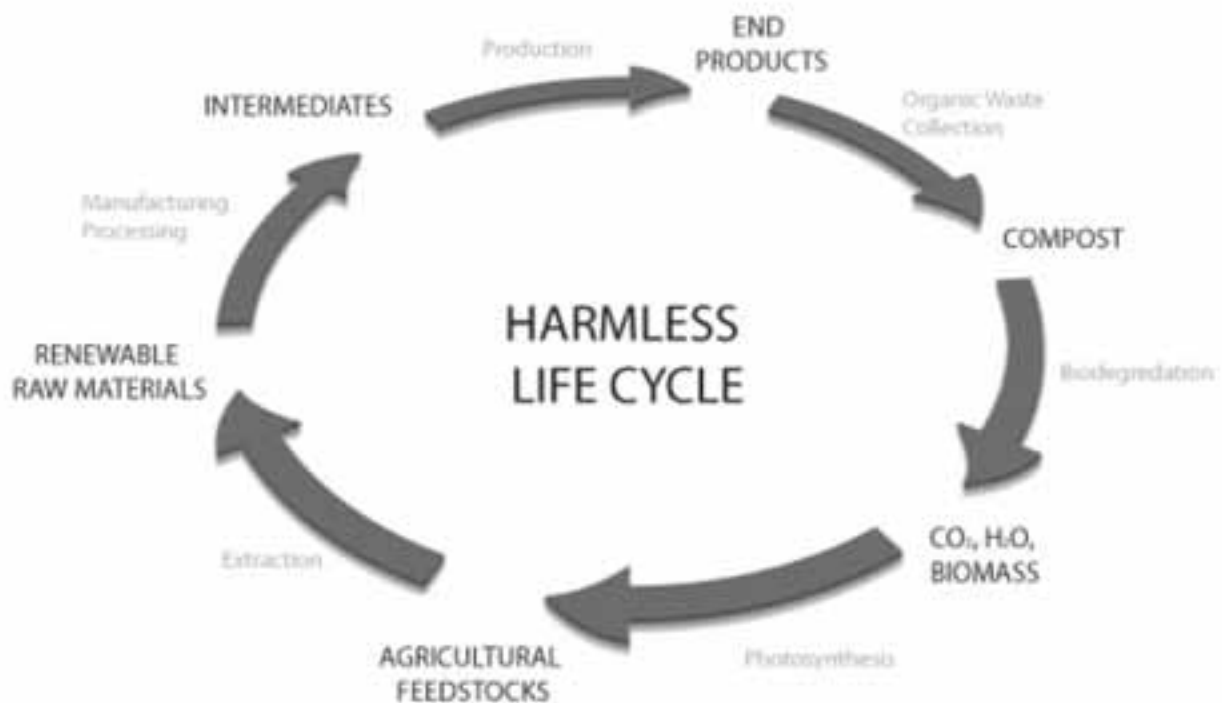 END
PRODUCTS
Production
INTERMEDIATES
Organic Waste
Collection
Manufacturing
Processing
COMPOST
HARMLESS
LIFE CYCLE
RENEWABLE
RAW MATERIALS
Biodegredation
Extraction
CO₂, H₂O,
BIOMASS
AGRICULTURAL
FEEDSTOCKS
Photosynthesis